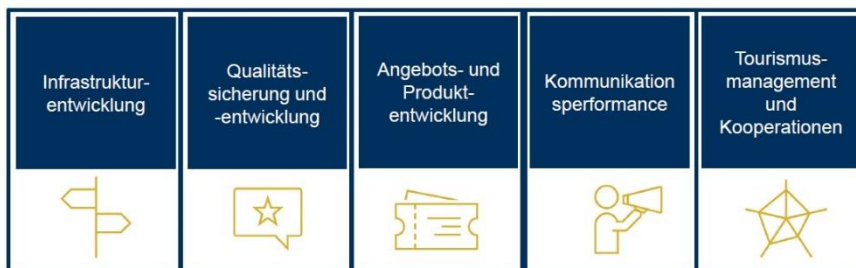 Infrastruktur-
entwicklung
Qualitäts-
sicherung und
-entwicklung
Angebots- und
Produkt-
entwicklung
Kommunikation
sperformance
Tourismus-
management
und
Kooperationen